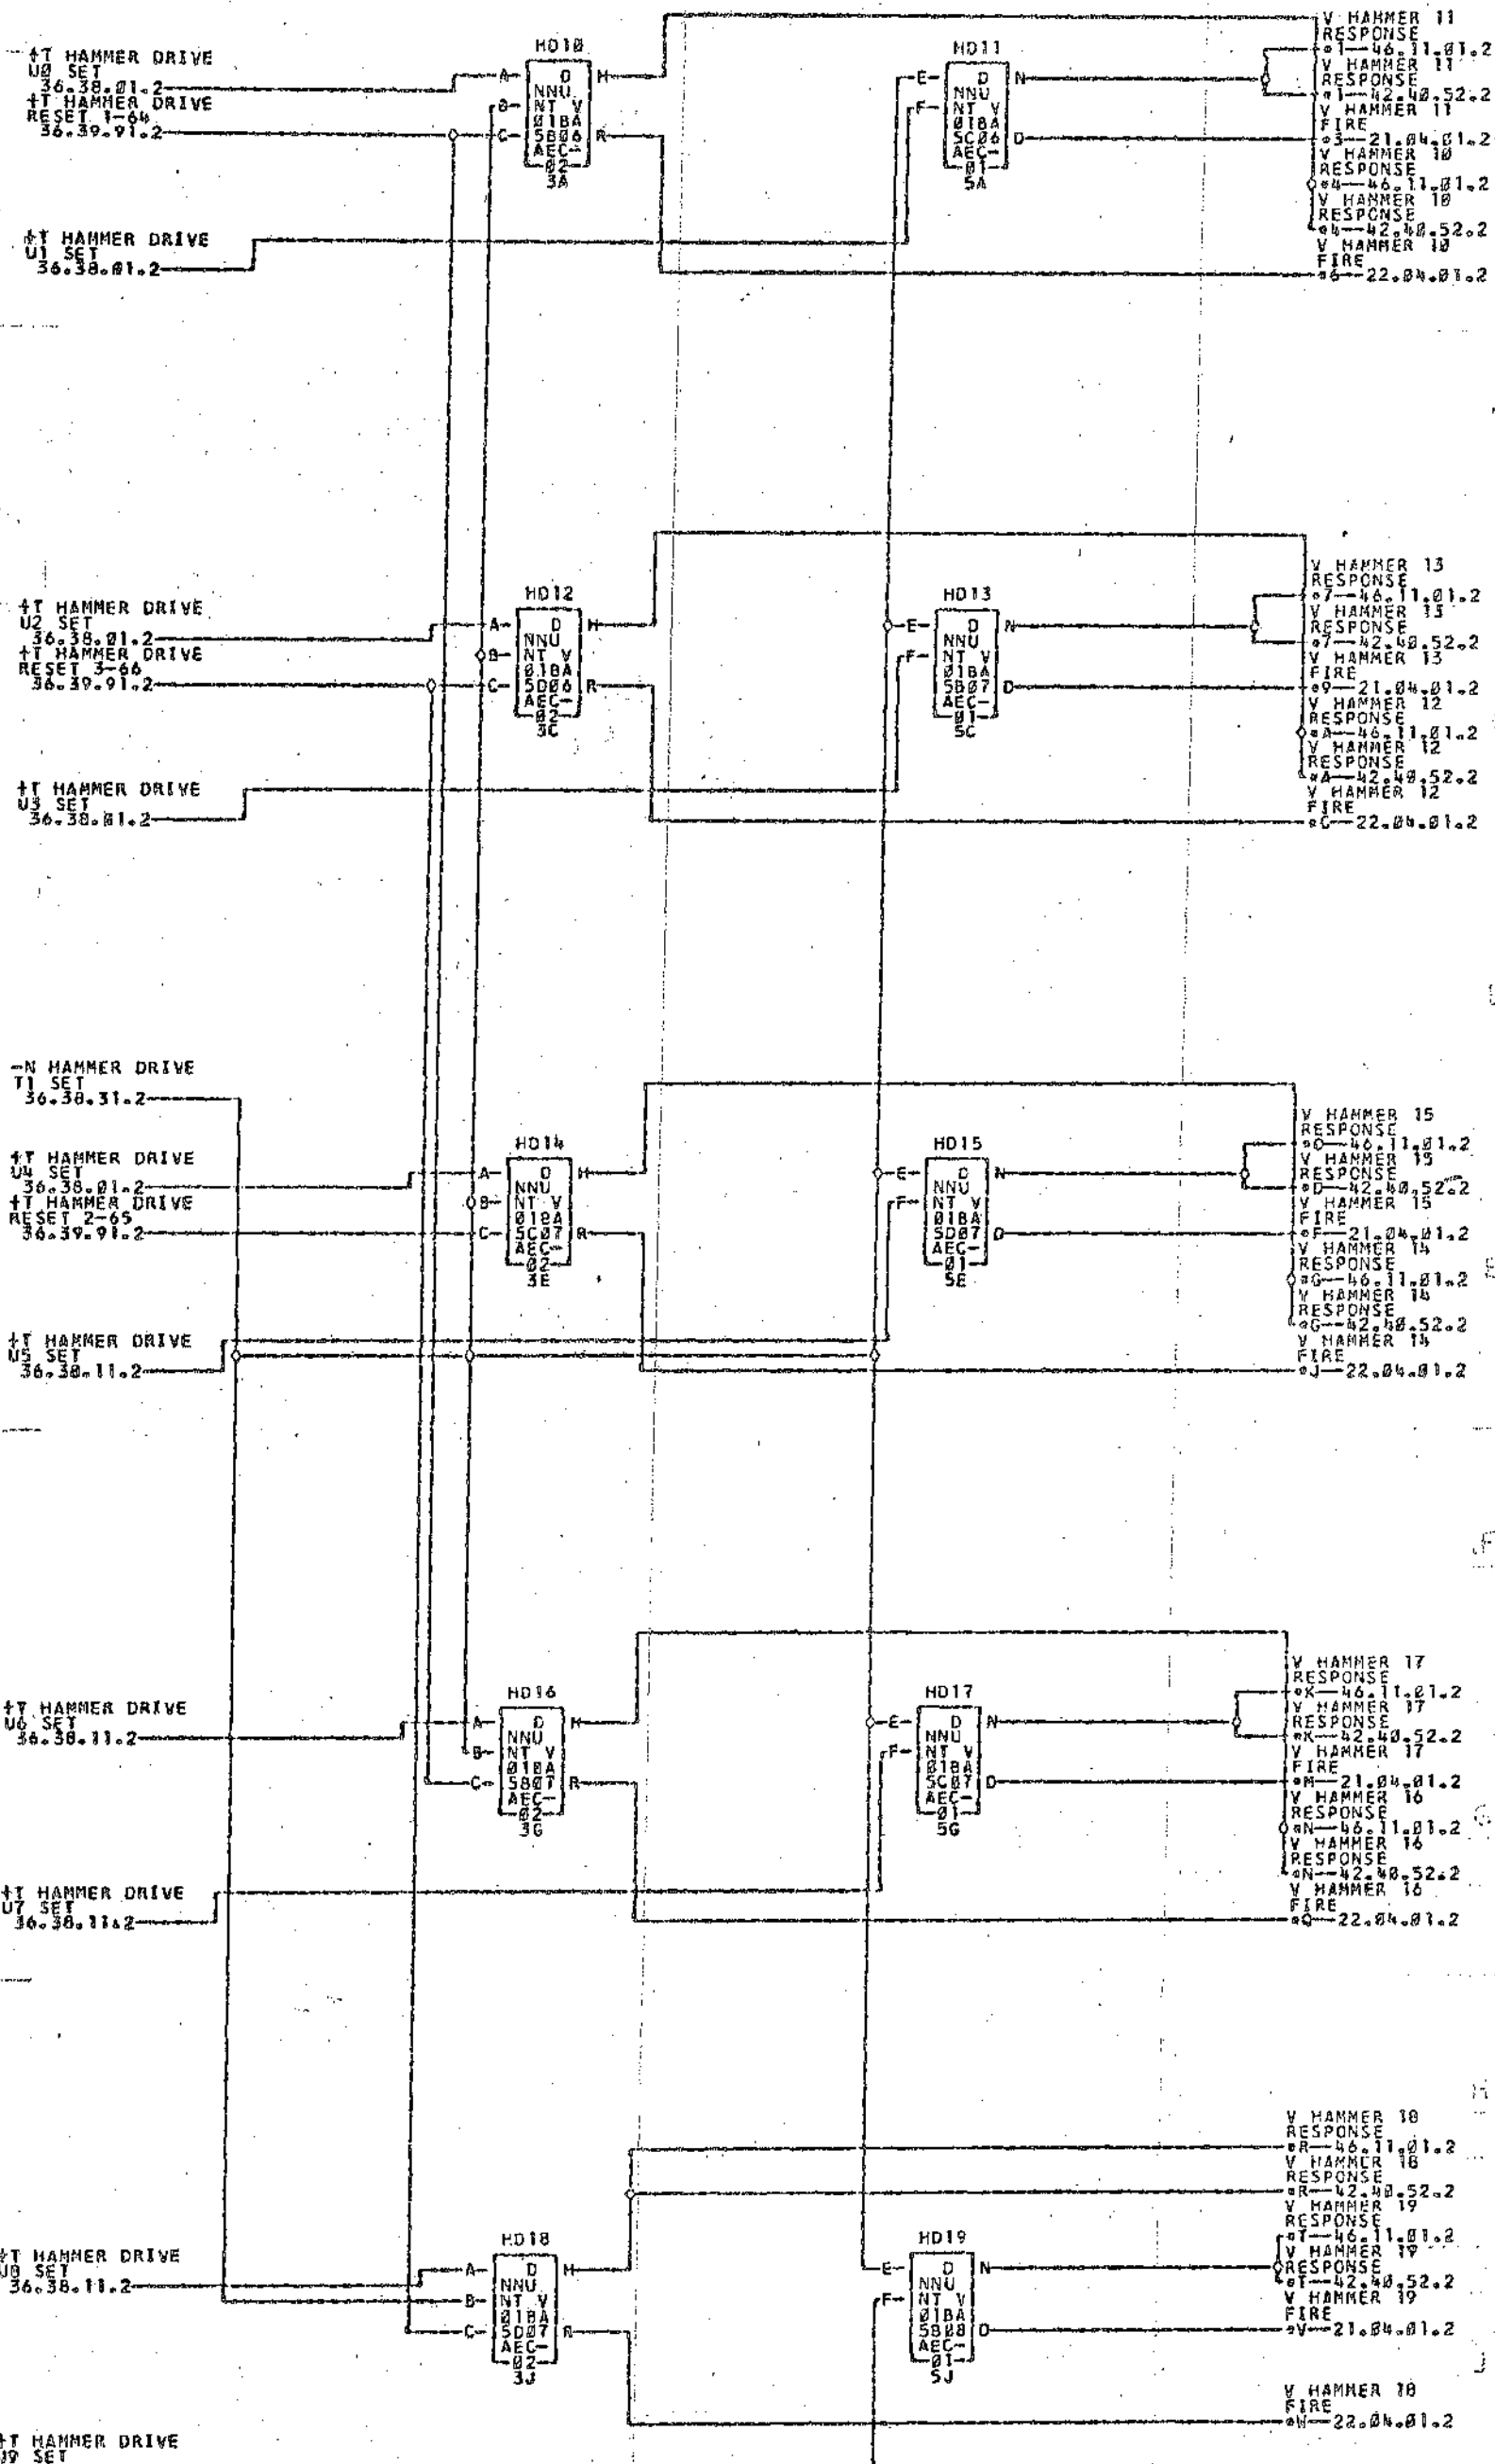 +T HAMMER DRIVE
U0 SET
36.38.01.2
+T HAMMER DRIVE
RESET 1-64
36.39.91.2
+T HAMMER DRIVE
U1 SET
36.38.01.2
HD10
A D M
NNU
B NT V
01BA
C 5B06 R
AEC-
02
3A
HD11
E D N
NNU
F NT V
01BA
5C06 D
AEC-
01
5A
V HAMMER 11
RESPONSE
1 46.11.01.2
V HAMMER 11
RESPONSE
1 42.40.52.2
V HAMMER 11
FIRE
3 21.04.01.2
V HAMMER 10
RESPONSE
4 46.11.01.2
V HAMMER 10
RESPONSE
4 42.40.52.2
V HAMMER 10
FIRE
6 22.04.01.2
+T HAMMER DRIVE
U2 SET
36.38.01.2
+T HAMMER DRIVE
RESET 3-66
36.39.91.2
+T HAMMER DRIVE
U3 SET
36.38.01.2
HD12
A D M
NNU
B NT V
01BA
C 5D06 R
AEC-
02
3C
HD13
E D N
NNU
F NT V
01BA
5B07 D
AEC-
01
5C
V HAMMER 13
RESPONSE
7 46.11.01.2
V HAMMER 13
RESPONSE
7 42.40.52.2
V HAMMER 13
FIRE
9 21.04.01.2
V HAMMER 12
RESPONSE
A 46.11.01.2
V HAMMER 12
RESPONSE
A 42.40.52.2
V HAMMER 12
FIRE
C 22.04.01.2
-N HAMMER DRIVE
T1 SET
36.38.31.2
+T HAMMER DRIVE
U4 SET
36.38.01.2
+T HAMMER DRIVE
RESET 2-65
36.39.91.2
+T HAMMER DRIVE
U5 SET
36.38.11.2
HD14
A D M
NNU
B NT V
01BA
C 5C07 R
AEC-
02
3E
HD15
E D N
NNU
F NT V
01BA
5D07 D
AEC-
01
5E
V HAMMER 15
RESPONSE
D 46.11.01.2
V HAMMER 15
RESPONSE
D 42.40.52.2
V HAMMER 15
FIRE
F 21.04.01.2
V HAMMER 14
RESPONSE
G 46.11.01.2
V HAMMER 14
RESPONSE
G 42.40.52.2
V HAMMER 14
FIRE
J 22.04.01.2
+T HAMMER DRIVE
U6 SET
36.38.11.2
+T HAMMER DRIVE
U7 SET
36.38.11.2
HD16
A D M
NNU
B NT V
01BA
C 5B07 R
AEC-
02
3G
HD17
E D N
NNU
F NT V
01BA
5C07 D
AEC-
01
5G
V HAMMER 17
RESPONSE
K 46.11.01.2
V HAMMER 17
RESPONSE
K 42.40.52.2
V HAMMER 17
FIRE
M 21.04.01.2
V HAMMER 16
RESPONSE
N 46.11.01.2
V HAMMER 16
RESPONSE
N 42.40.52.2
V HAMMER 16
FIRE
Q 22.04.01.2
+T HAMMER DRIVE
U8 SET
36.38.11.2
HD18
A D M
NNU
B NT V
01BA
C 5D07 R
AEC-
02
3J
HD19
E D N
NNU
F NT V
01BA
5B08 D
AEC-
01
5J
V HAMMER 18
RESPONSE
R 46.11.01.2
V HAMMER 18
RESPONSE
R 42.40.52.2
V HAMMER 19
RESPONSE
T 46.11.01.2
V HAMMER 19
RESPONSE
T 42.40.52.2
V HAMMER 19
FIRE
V 21.04.01.2
V HAMMER 18
FIRE
W 22.04.01.2
+T HAMMER DRIVE
U9 SET